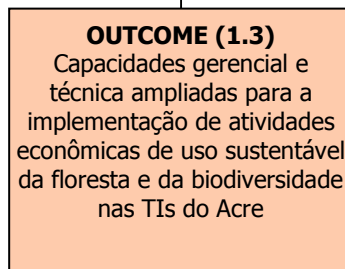 OUTCOME (1.3)
Capacidades gerencial e
técnica ampliadas para a
implementação de atividades
econômicas de uso sustentável
da floresta e da biodiversidade
nas TIs do Acre